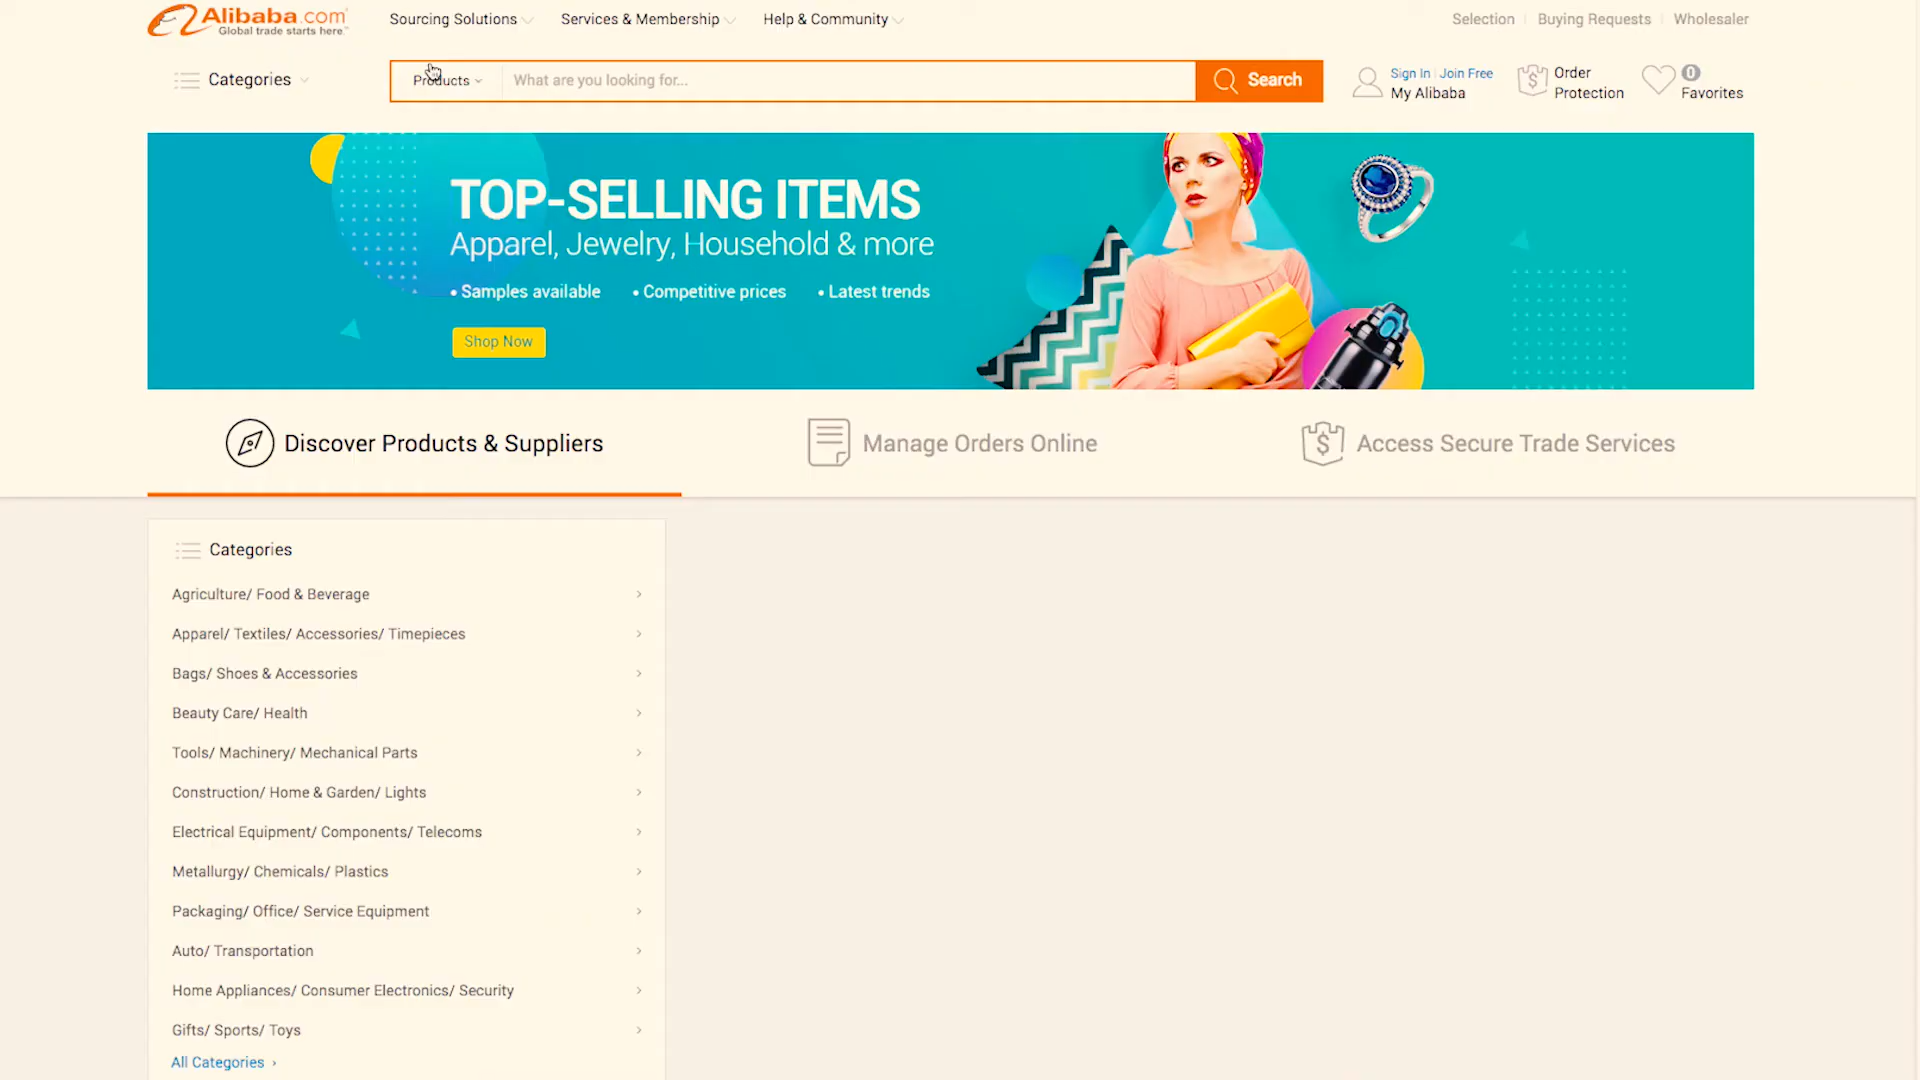 Alibaba.com
Global trade starts here.
Sourcing Solutions
Services & Membership
Help & Community
Selection
Buying Requests
Wholesaler
Categories
Products
What are you looking for...
Search
Sign In
Join Free
My Alibaba
Order
Protection
0
Favorites
TOP-SELLING ITEMS
Apparel, Jewelry, Household & more
• Samples available
• Competitive prices
• Latest trends
Shop Now
Discover Products & Suppliers
Manage Orders Online
Access Secure Trade Services
Categories
Agriculture/ Food & Beverage
Apparel/ Textiles/ Accessories/ Timepieces
Bags/ Shoes & Accessories
Beauty Care/ Health
Tools/ Machinery/ Mechanical Parts
Construction/ Home & Garden/ Lights
Electrical Equipment/ Components/ Telecoms
Metallurgy/ Chemicals/ Plastics
Packaging/ Office/ Service Equipment
Auto/ Transportation
Home Appliances/ Consumer Electronics/ Security
Gifts/ Sports/ Toys
All Categories